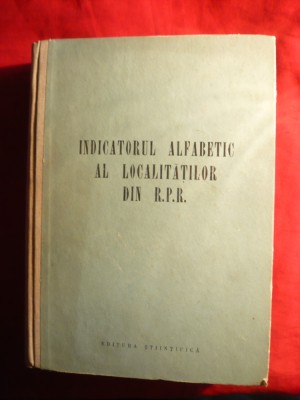 INDICATORUL ALFABETIC
AL LOCALITĂȚILOR
DIN R.P.R.
EDITURA ȘTIINȚIFICĂ